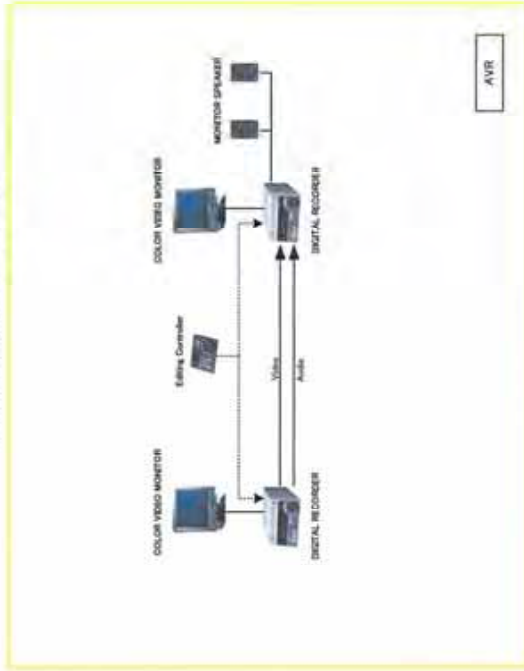 COLOR VIDEO MONITOR
Editing Controller
COLOR VIDEO MONITOR
MONITOR SPEAKER
Video
Audio
DIGITAL RECORDER
DIGITAL RECORDER
AVR